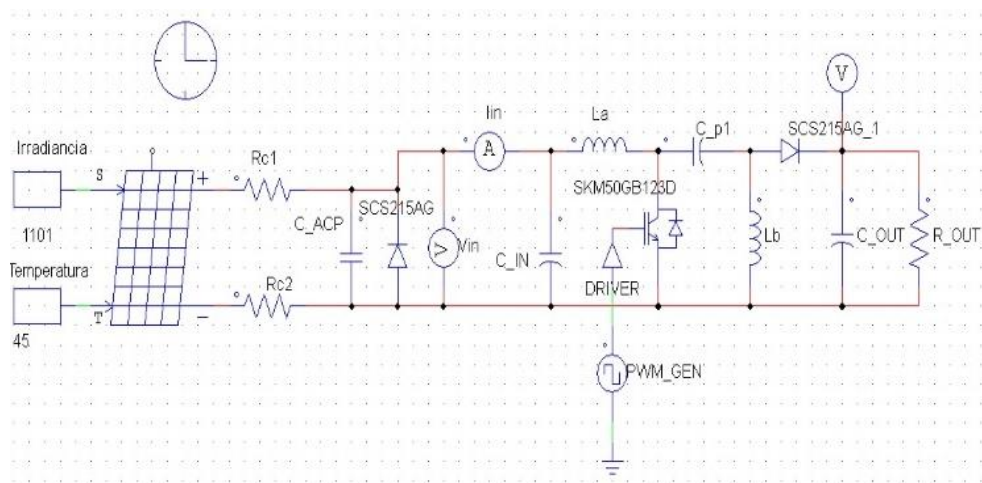 Irradiancia
S
+
1101
Temperatura
T
−
45
Rc1
Rc2
C_ACP
SCS215AG
Vin
V
Iin
A
C_IN
La
SKM50GB123D
DRIVER
PWM_GEN
C_p1
Lb
SCS215AG_1
V
C_OUT
R_OUT